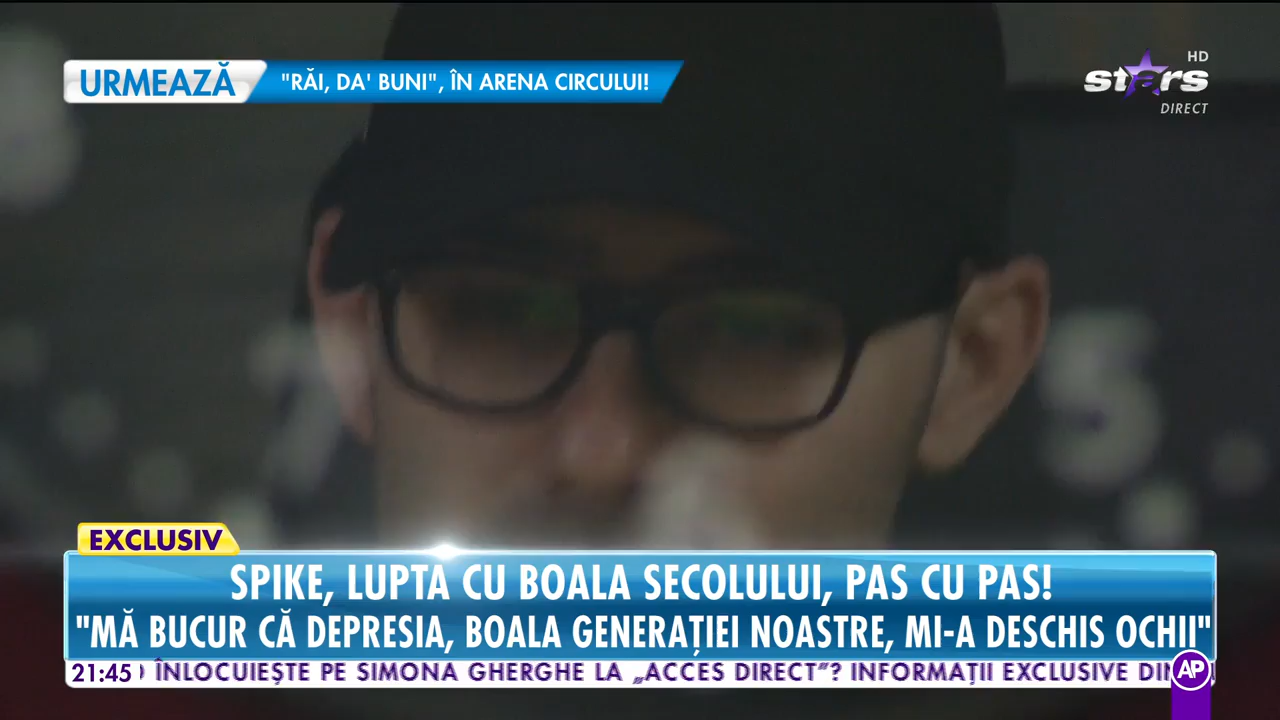 URMEAZĂ
"RĂI, DA' BUNI", ÎN ARENA CIRCULUI!
HD
stars
DIRECT
EXCLUSIV
SPIKE, LUPTA CU BOALA SECOLULUI, PAS CU PAS!
"MĂ BUCUR CĂ DEPRESIA, BOALA GENERAȚIEI NOASTRE, MI-A DESCHIS OCHII"
21:45
ÎNLOCUIEȘTE PE SIMONA GHERGHE LA „ACCES DIRECT”? INFORMAȚII EXCLUSIVE DIN
AP